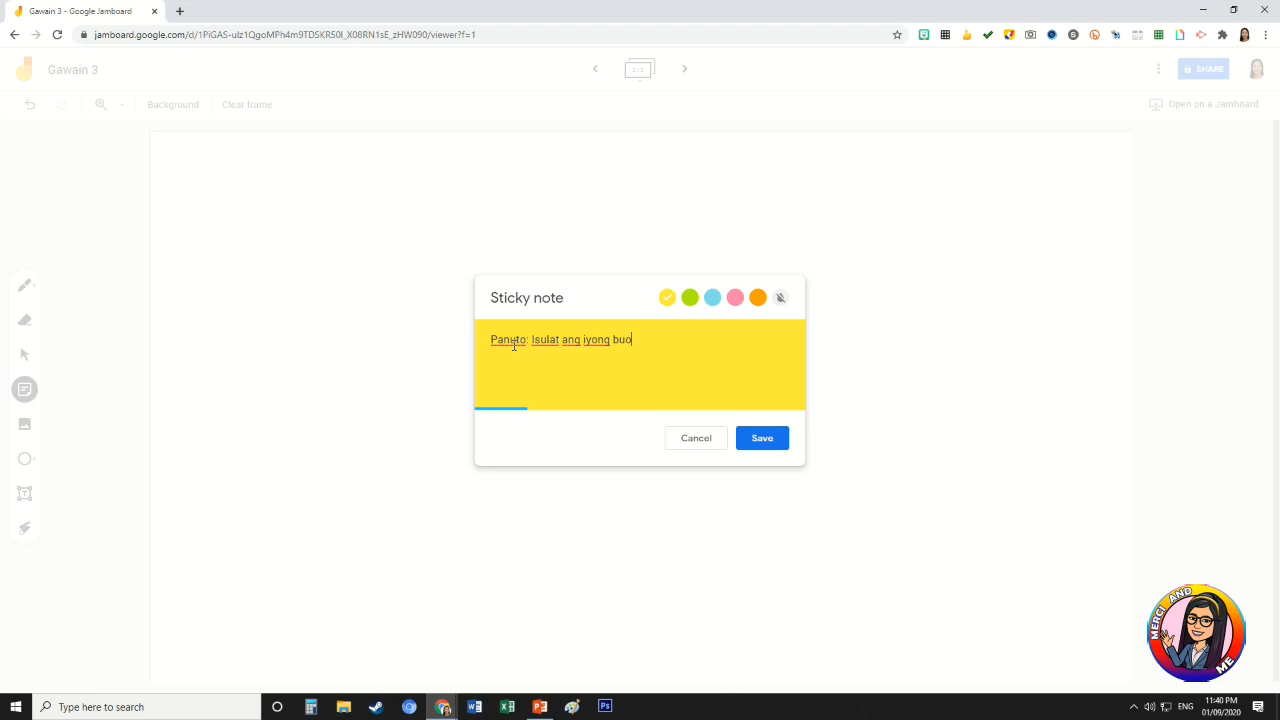 Gawain 3 - Google Jamboard
jamboard.google.com/d/1PiGAS-ulz1QgoMPh4m9TDSKR50I_X08RN1sE_zHW090/viewer?f=1
Gawain 3
2 / 2
SHARE
Background
Clear frame
Open on a Jamboard
Sticky note
Panuto: Isulat ang iyong buo
Cancel
Save
MERCI AND ME
Type here to search
ENG
11:40 PM
01/09/2020